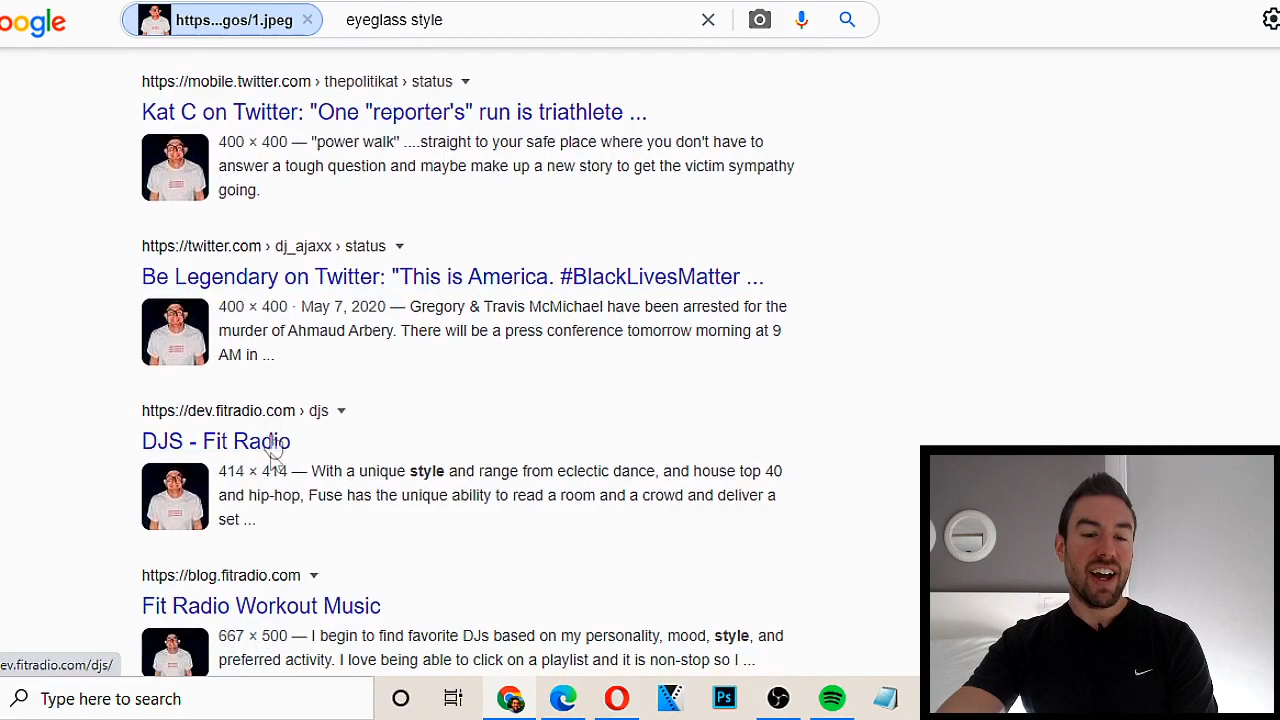 oogle
https...gos/1.jpeg
eyeglass style
https://mobile.twitter.com › thepolitikat › status
Kat C on Twitter: "One "reporter's" run is triathlete ...
400 × 400 — "power walk" ....straight to your safe place where you don't have to
answer a tough question and maybe make up a new story to get the victim sympathy
going.
https://twitter.com › dj_ajaxx › status
Be Legendary on Twitter: "This is America. #BlackLivesMatter ...
400 × 400 · May 7, 2020 — Gregory & Travis McMichael have been arrested for the
murder of Ahmaud Arbery. There will be a press conference tomorrow morning at 9
AM in ...
https://dev.fitradio.com › djs
DJS - Fit Radio
414 × 414 — With a unique style and range from eclectic dance, and house top 40
and hip-hop, Fuse has the unique ability to read a room and a crowd and deliver a
set ...
https://blog.fitradio.com
Fit Radio Workout Music
667 × 500 — I begin to find favorite DJs based on my personality, mood, style, and
preferred activity. I love being able to click on a playlist and it is non-stop so I ...
ev.fitradio.com/djs/
Type here to search
Ps